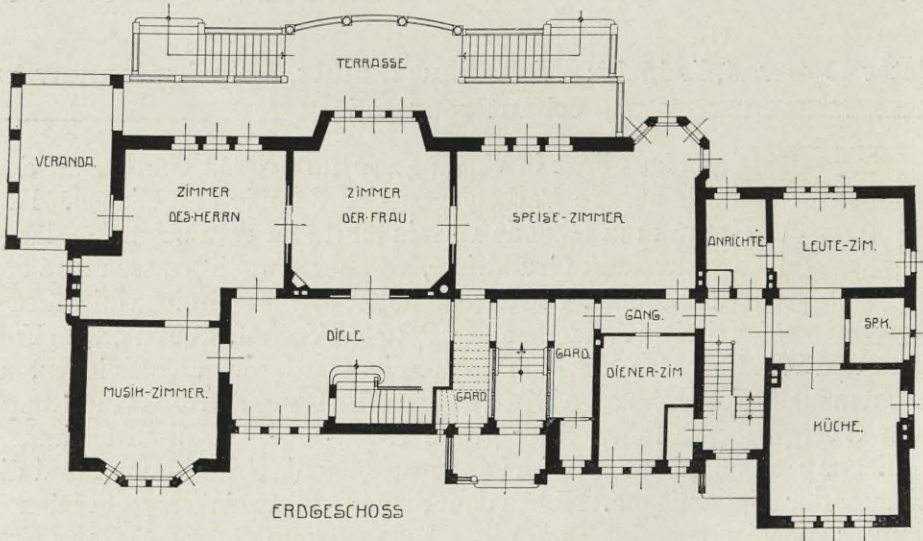 TERRASSE
VERANDA.
ZIMMER
DES·HERRN
ZIMMER
DER·FRAU.
SPEISE-ZIMMER
ANRICHTE
LEUTE-ZIM.
GANG.
SP.K.
DIELE.
GARD.
DIENER-ZIM
MUSIK-ZIMMER.
GARD.
KÜCHE.
ERDGESCHOSS